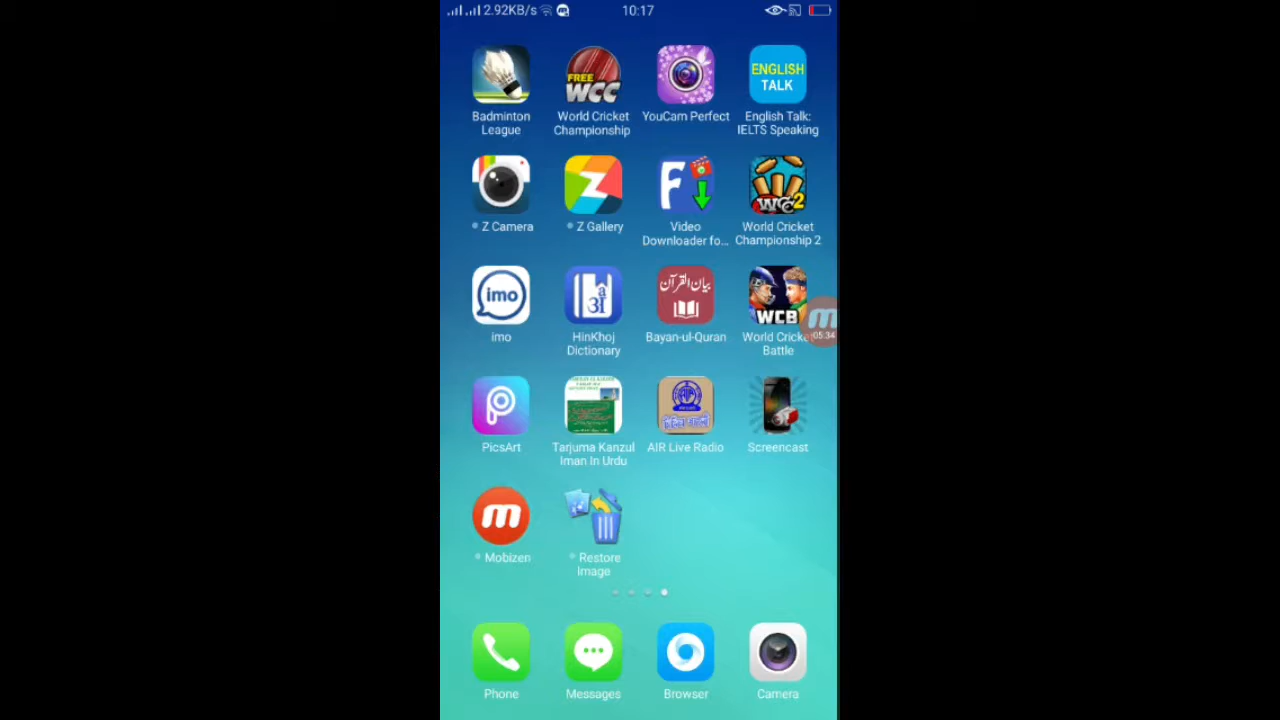 2.92KB/s
10:17
FREE
WCC
ENGLISH
TALK
Badminton
League
World Cricket
Championship
YouCam Perfect
English Talk:
IELTS Speaking
Z
F
WCC2
Z Camera
Z Gallery
Video
Downloader fo...
World Cricket
Championship 2
imo
a
अ
بیان القرآن
WCB
m
05:34
imo
HinKhoj
Dictionary
Bayan-ul-Quran
World Cricket
Battle
P
PicsArt
Tarjuma Kanzul
Iman In Urdu
AIR Live Radio
Screencast
m
Mobizen
Restore
Image
Phone
Messages
Browser
Camera